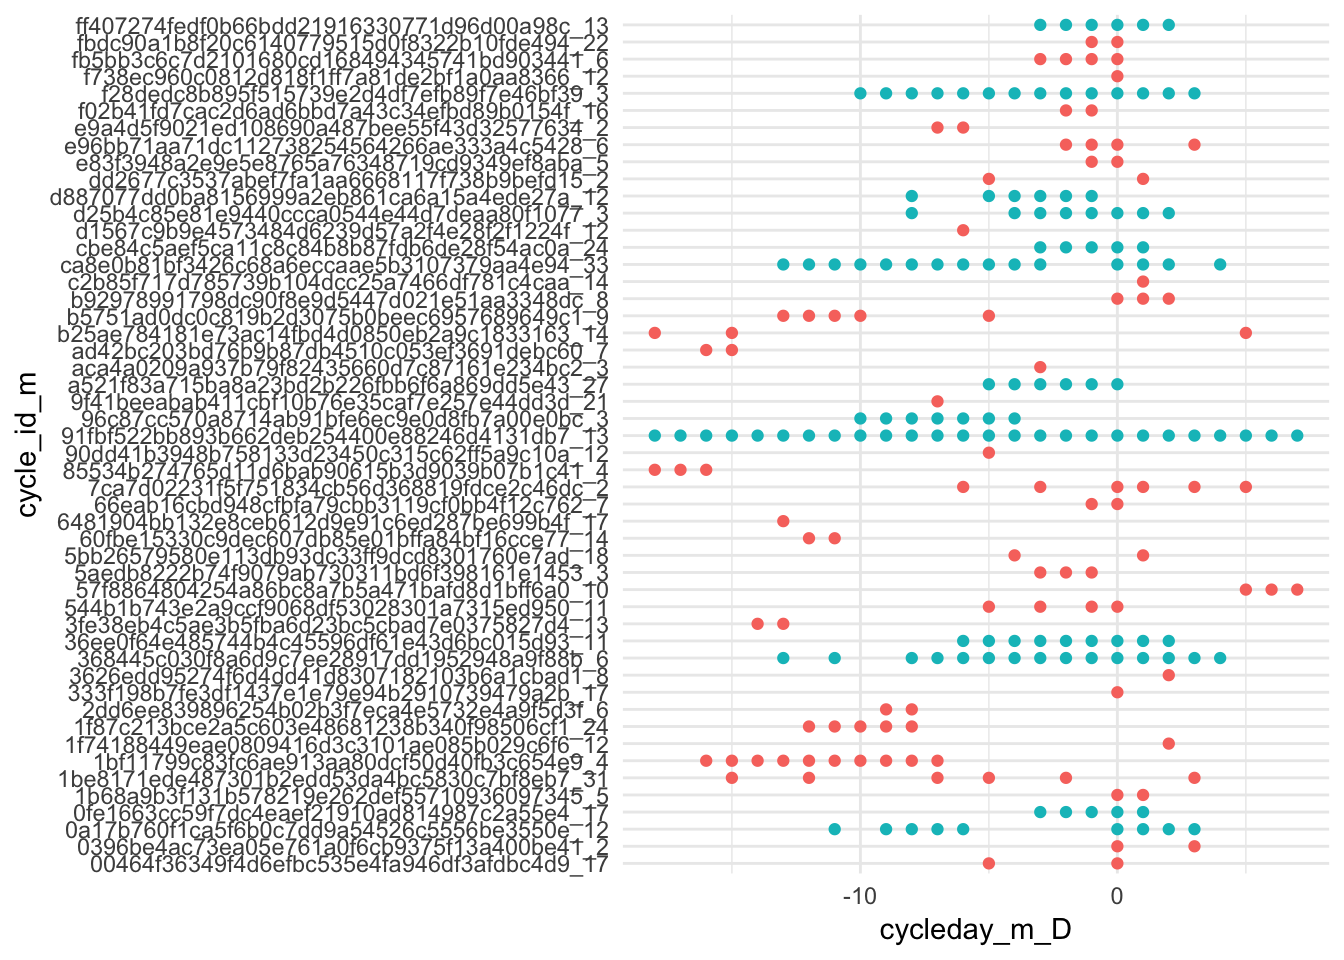 ff407274fedf0b66bdd21916330771d96d00a98c_13
fbdc90a1b8f20c6140779515d0f8322b10fde494_22
fb5bb3c6c7d2101680cd168494345741bd903441_6
f738ec960c0812d818f1ff7a81de2bf1a0aa8366_12
f28dedc8b895f515739e2d4df7efb89f7e46bf39_3
f02b41fd7cac2d6ad6bbd7a43c34efbd89b0154f_16
e9a4d5f9021ed108690a487bee55f43d32577634_2
e96bb71aa71dc112738254564266ae333a4c5428_6
e83f3948a2e9e5e8765a76348719cd9349ef8aba_5
dd2677c3537abef7fa1aa6668117f738b9befd15_2
d887077dd0ba8156999a2eb861ca6a15a4ede27a_12
d25b4c85e81e9440ccca0544e44d7deaa80f1077_3
d1567c9b9e4573484d6239d57a2f4e28f2f1224f_12
cbe84c5aef5ca11c8c84b8b87fdb6de28f54ac0a_24
ca8e0b81bf3426c68a6eccaae5b3107379aa4e94_33
c2b85f717d785739b104dcc25a7466df781c4caa_14
b92978991798dc90f8e9d5447d021e51aa3348dc_8
b5751ad0dc0c819b2d3075b0beec6957689649c1_9
b25ae784181e73ac14fbd4d0850eb2a9c1833163_14
ad42bc203bd76b9b87db4510c053ef3691debc60_7
aca4a0209a937b79f82435660d7c87161e234bc2_3
a521f83a715ba8a23bd2b226fbb6f6a869dd5e43_27
9f41beeabab411cbf10b76e35caf7e257e44dd3d_21
96c87cc570a8714ab91bfe6ec9e0d8fb7a00e0bc_3
91fbf522bb893b662deb254400e88246d4131db7_13
90dd41b3948b758133d23450c315c62ff5a9c10a_12
85534b274765d11d6bab90615b3d9039b07b1c41_4
7ca7d02231f5f751834cb56d368819fdce2c46dc_2
66eab16cbd948cfbfa79cbb3119cf0bb4f12c762_7
6481904bb132e8ceb612d9e91c6ed287be699b4f_17
60fbe15330c9dec607db85e01bffa84bf16cce77_14
5bb26579580e113db93dc33ff9dcd8301760e7ad_18
5aedb8222b74f9079ab730311bd6f398161e1453_3
57f8864804254a86bc8a7b5a471bafd8d1bff6a0_10
544b1b743e2a9ccf9068df53028301a7315ed950_11
3fe38eb4c5ae3b5fba6d23bc5cbad7e0375827d4_13
36ee0f64e485744b4c45596df61e43d6bc015d93_11
368445c030f8a6d9c7ee28917dd1952948a9f88b_6
3626edd95274f6d4dd41d8307182103b6a1cbad1_8
333f198b7fe3df1437e1e79e94b2910739479a2b_17
2dd6ee839896254b02b3f7eca4e5732e4a9f5d3f_6
1f87c213bce2a5c603e48681238b340f98506cf1_24
1f74188449eae0809416d3c3101ae085b029c6f6_12
1bf11799c83fc6ae913aa80dcf50d40fb3c654e9_4
1be8171ede487301b2edd53da4bc5830c7bf8eb7_31
1b68a9b3f131b578219e262def55710936097345_5
0fe1663cc59f7dc4eaef21910ad814987c2a55e4_17
0a17b760f1ca5f6b0c7dd9a54526c5556be3550e_12
0396be4ac73ea05e761a0f6cb9375f13a400be41_2
00464f36349f4d6efbc535e4fa946df3afdbc4d9_17
cycle_id_m
-10 0
cycleday_m_D